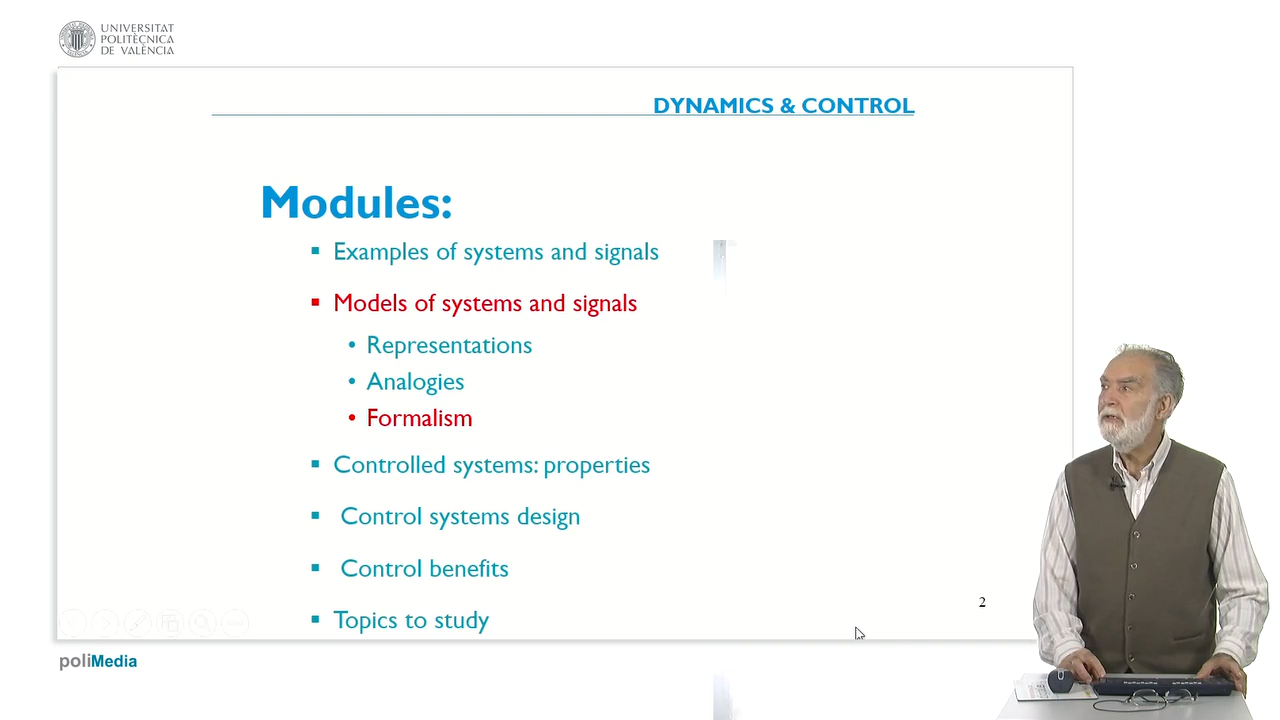 UNIVERSITAT
POLITÈCNICA
DE VALÈNCIA
DYNAMICS & CONTROL
Modules:
▪ Examples of systems and signals
▪ Models of systems and signals
• Representations
• Analogies
• Formalism
▪ Controlled systems: properties
▪ Control systems design
▪ Control benefits
▪ Topics to study
2
poliMedia